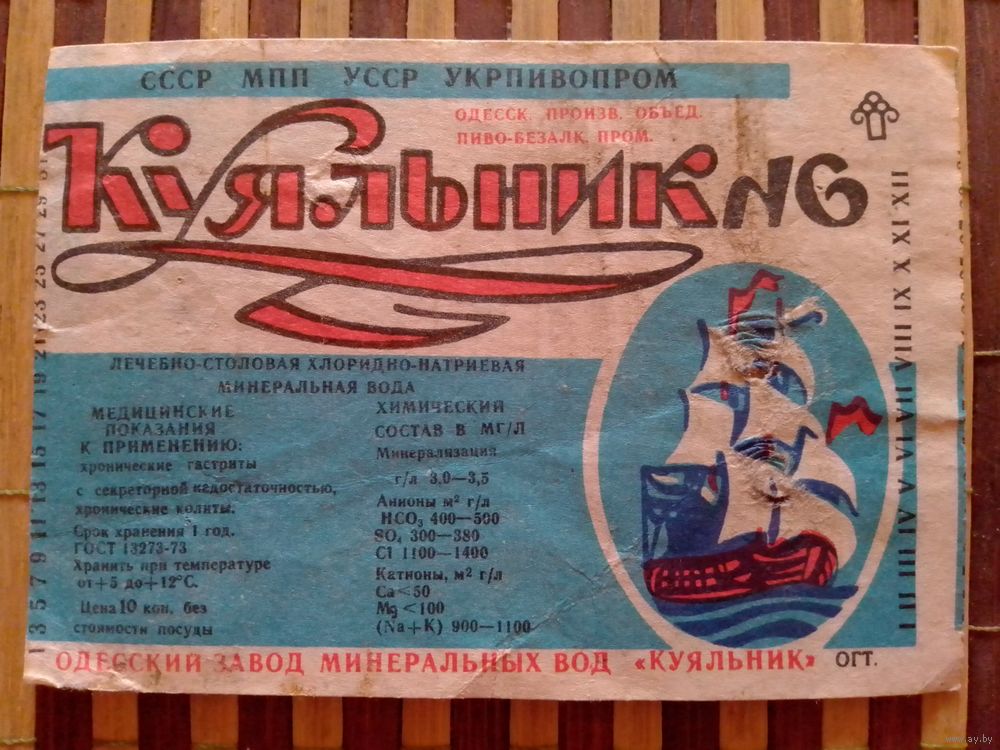 СССР МПП УССР УКРПИВОПРОМ
ОДЕССК. ПРОИЗВ. ОБЪЕД.
ПИВО-БЕЗАЛК. ПРОМ.
Куяльник N6
ЛЕЧЕБНО-СТОЛОВАЯ ХЛОРИДНО-НАТРИЕВАЯ
МИНЕРАЛЬНАЯ ВОДА
МЕДИЦИНСКИЕ
ПОКАЗАНИЯ
К ПРИМЕНЕНИЮ:
хронические гастриты
с секреторной недостаточностью,
хронические колиты.
Срок хранения 1 год.
ГОСТ 13273-73
Хранить при температуре
от+5 до+12°С.
Цена 10 коп. без
стоимости посуды
ХИМИЧЕСКИЙ
СОСТАВ В МГ/Л
Минерализация
г/л 3,0—3,5
Анионы м² г/л
HCO₃ 400—500
SO₄ 300—380
Cl 1100—1400
Катионы, м² г/л
Ca<50
Mg<100
(Na+K) 900—1100
1 3 5 7 9 11 13 15 17 19 21 23 25 27 29 31
I II III IV V VI VII VIII IX X XI XII
ОДЕССКИЙ ЗАВОД МИНЕРАЛЬНЫХ ВОД «КУЯЛЬНИК» ОГТ.
www.ay.by